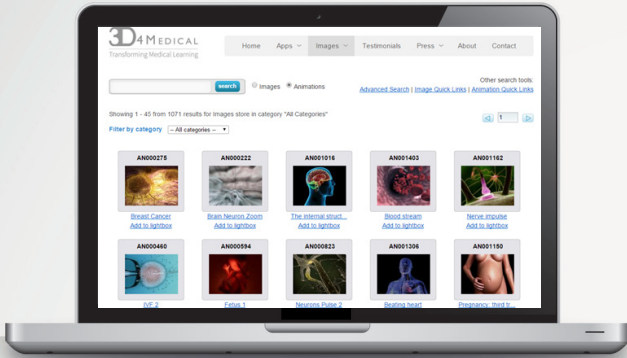 3D4MEDICAL
Transforming Medical Learning
Home Apps Images Testimonials Press About Contact
search Images Animations
Other search tools:
Advanced Search | Image Quick Links | Animation Quick Links
Showing 1 - 45 from 1071 results for images store in category "All Categories"
1
Filter by category -- All categories --
AN000275 AN000222 AN001016 AN001403 AN001162
Breast Cancer Brain Neuron Zoom The internal struct... Blood stream Nerve impulse
Add to lightbox Add to lightbox Add to lightbox Add to lightbox Add to lightbox
AN000460 AN000594 AN000823 AN001306 AN001150
IVF 2 Fetus 1 Neurons Pulse 2 Beating heart Pregnancy: third tr...